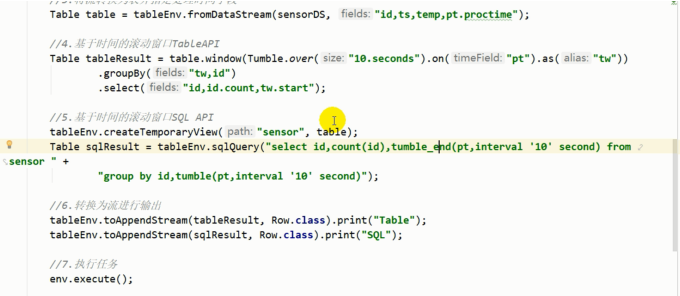 Table table = tableEnv.fromDataStream(sensorDS, fields: "id,ts,temp,pt.proctime");
//4.基于时间的滚动窗口TableAPI
Table tableResult = table.window(Tumble.over( size: "10.seconds").on( timeField: "pt").as( alias: "tw"))
.groupBy( fields: "tw,id")
.select( fields: "id,id.count,tw.start");
//5.基于时间的滚动窗口SQL API
tableEnv.createTemporaryView( path: "sensor", table);
Table sqlResult = tableEnv.sqlQuery("select id,count(id),tumble_end(pt,interval '10' second) from
sensor " +
"group by id,tumble(pt,interval '10' second)");
//6.转换为流进行输出
tableEnv.toAppendStream(tableResult, Row.class).print("Table");
tableEnv.toAppendStream(sqlResult, Row.class).print("SQL");
//7.执行任务
env.execute();